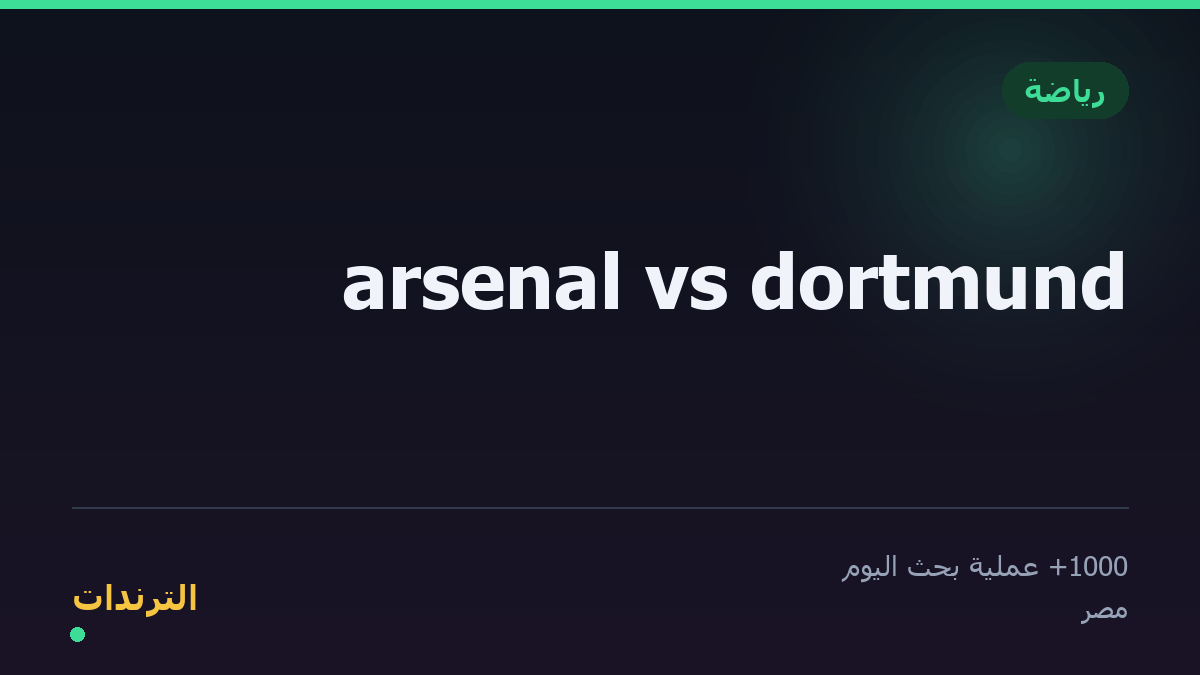 رياضة
arsenal vs dortmund
+1000 عملية بحث اليوم
مصر
الترندات